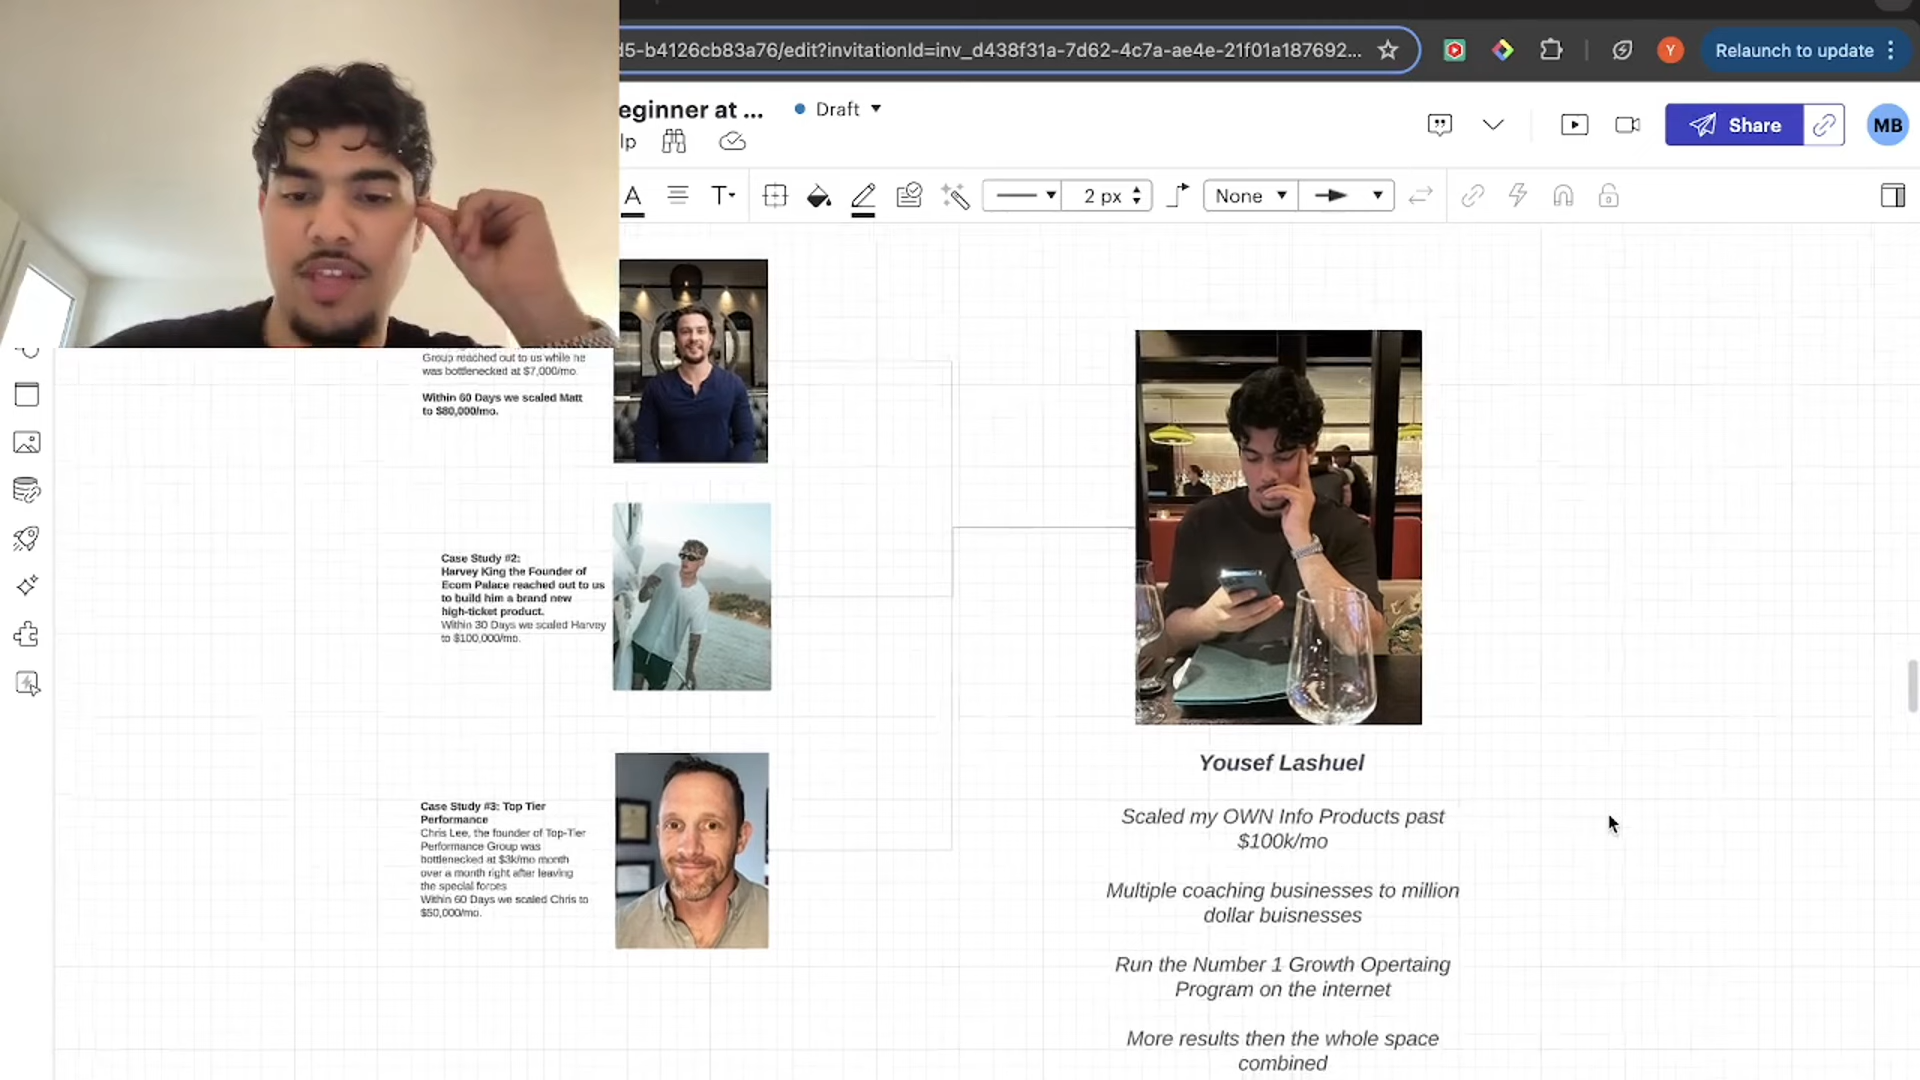 d5-b4126cb83a76/edit?invitationId=inv_d438f31a-7d62-4c7a-ae4e-21f01a187692...
Y
Relaunch to update
eginner at ...
Draft
lp
Share
MB
A
T
2 px
None
Group reached out to us while he
was bottlenecked at $7,000/mo.
Within 60 Days we scaled Matt
to $80,000/mo.
Case Study #2:
Harvey King the Founder of
Ecom Palace reached out to us
to build him a brand new
high-ticket product.
Within 30 Days we scaled Harvey
to $100,000/mo.
Case Study #3: Top Tier
Performance
Chris Lee, the founder of Top-Tier
Performance Group was
bottlenecked at $3k/mo month
over a month right after leaving
the special forces
Within 60 Days we scaled Chris to
$50,000/mo.
Yousef Lashuel
Scaled my OWN Info Products past
$100k/mo
Multiple coaching businesses to million
dollar buisnesses
Run the Number 1 Growth Opertaing
Program on the internet
More results then the whole space
combined